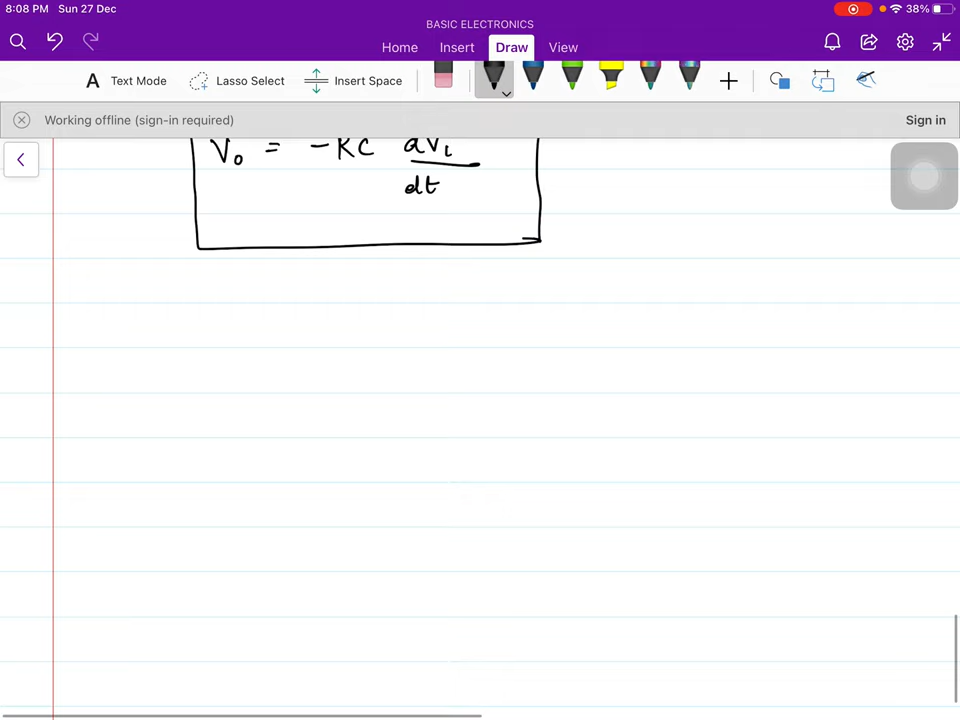 8:08 PM Sun 27 Dec 38%
BASIC ELECTRONICS
Home Insert Draw View
A Text Mode Lasso Select Insert Space
Working offline (sign-in required) Sign in
V₀ = -RC dVᵢ
dt